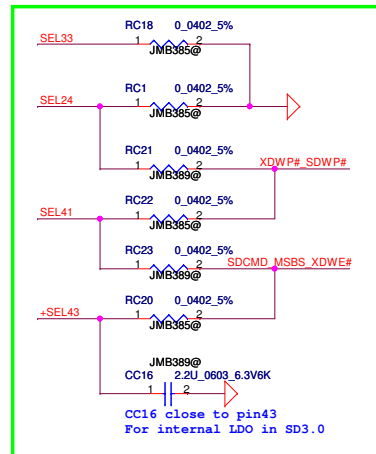 RC18 0_0402_5%
SEL33 1 2
JMB385@
RC1 0_0402_5%
SEL24 1 2
JMB385@
RC21 0_0402_5%
1 2 XDWP#_SDWP#
JMB389@
RC22 0_0402_5%
SEL41 1 2
JMB385@
RC23 0_0402_5%
1 2 SDCMD_MSBS_XDWE#
JMB389@
RC20 0_0402_5%
+SEL43 1 2
JMB385@
JMB389@
CC16 2.2U_0603_6.3V6K
1 2
CC16 close to pin43
For internal LDO in SD3.0